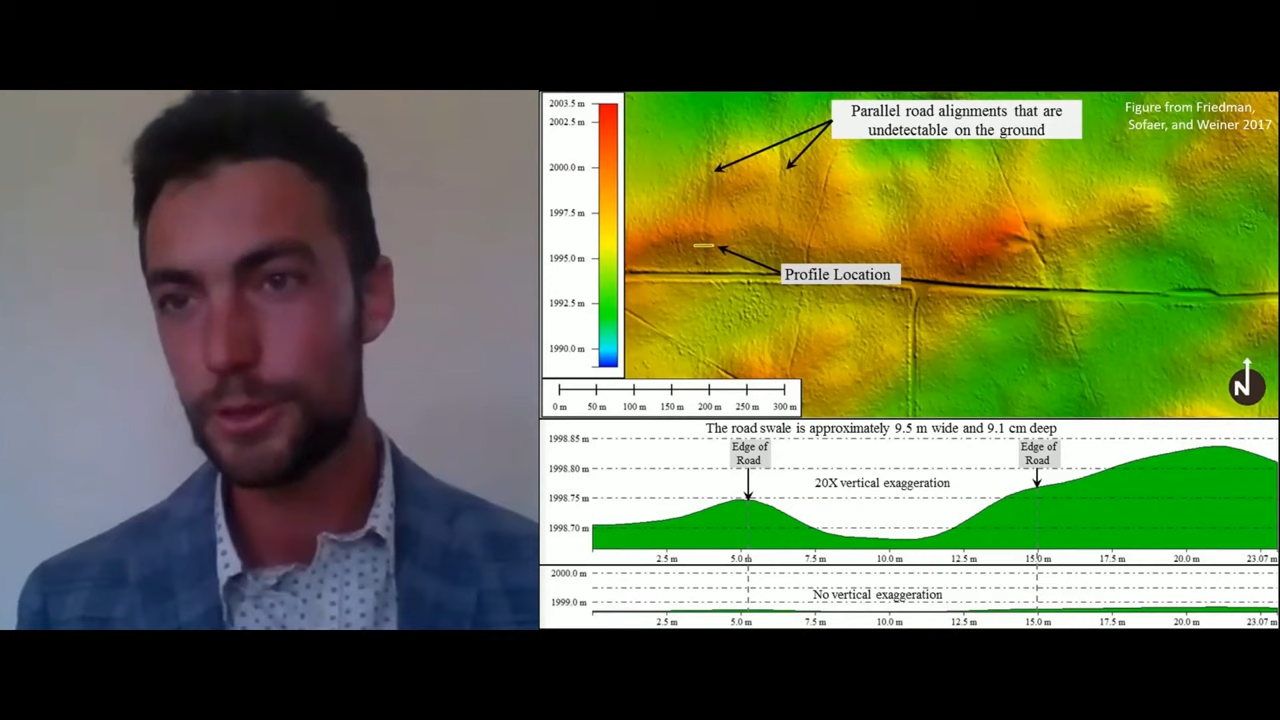 2003.5 m
2002.5 m
2000.0 m
1997.5 m
1995.0 m
1992.5 m
1990.0 m
Parallel road alignments that are
undetectable on the ground
Figure from Friedman,
Sofaer, and Weiner 2017
Profile Location
N
0 m 50 m 100 m 150 m 200 m 250 m 300 m
The road swale is approximately 9.5 m wide and 9.1 cm deep
1998.85 m
1998.80 m
1998.75 m
1998.70 m
Edge of
Road
Edge of
Road
20X vertical exaggeration
2.5 m 5.0 m 7.5 m 10.0 m 12.5 m 15.0 m 17.5 m 20.0 m 23.07 m
2000.0 m
1999.0 m
No vertical exaggeration
2.5 m 5.0 m 7.5 m 10.0 m 12.5 m 15.0 m 17.5 m 20.0 m 23.07 m